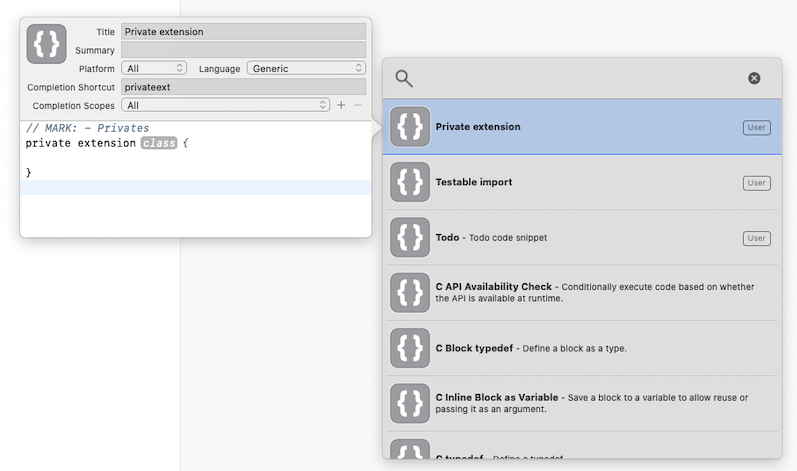 Title Private extension
Summary
Platform All Language Generic
Completion Shortcut privateext
Completion Scopes All
// MARK: - Privates
private extension class {
}
Private extension User
Testable import User
Todo - Todo code snippet User
C API Availability Check - Conditionally execute code based on whether
the API is available at runtime.
C Block typedef - Define a block as a type.
C Inline Block as Variable - Save a block to a variable to allow reuse or
passing it as an argument.
C typedef - Define a typedef.